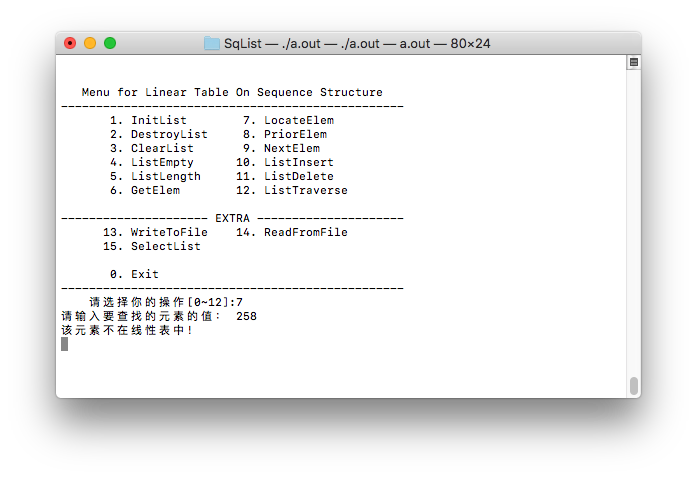 SqList — ./a.out — ./a.out — a.out — 80×24
Menu for Linear Table On Sequence Structure
-------------------------------------------------
1. InitList 7. LocateElem
2. DestroyList 8. PriorElem
3. ClearList 9. NextElem
4. ListEmpty 10. ListInsert
5. ListLength 11. ListDelete
6. GetElem 12. ListTraverse
--------------------- EXTRA ---------------------
13. WriteToFile 14. ReadFromFile
15. SelectList
0. Exit
-------------------------------------------------
请选择你的操作[0~12]:7
请输入要查找的元素的值： 258
该元素不在线性表中！